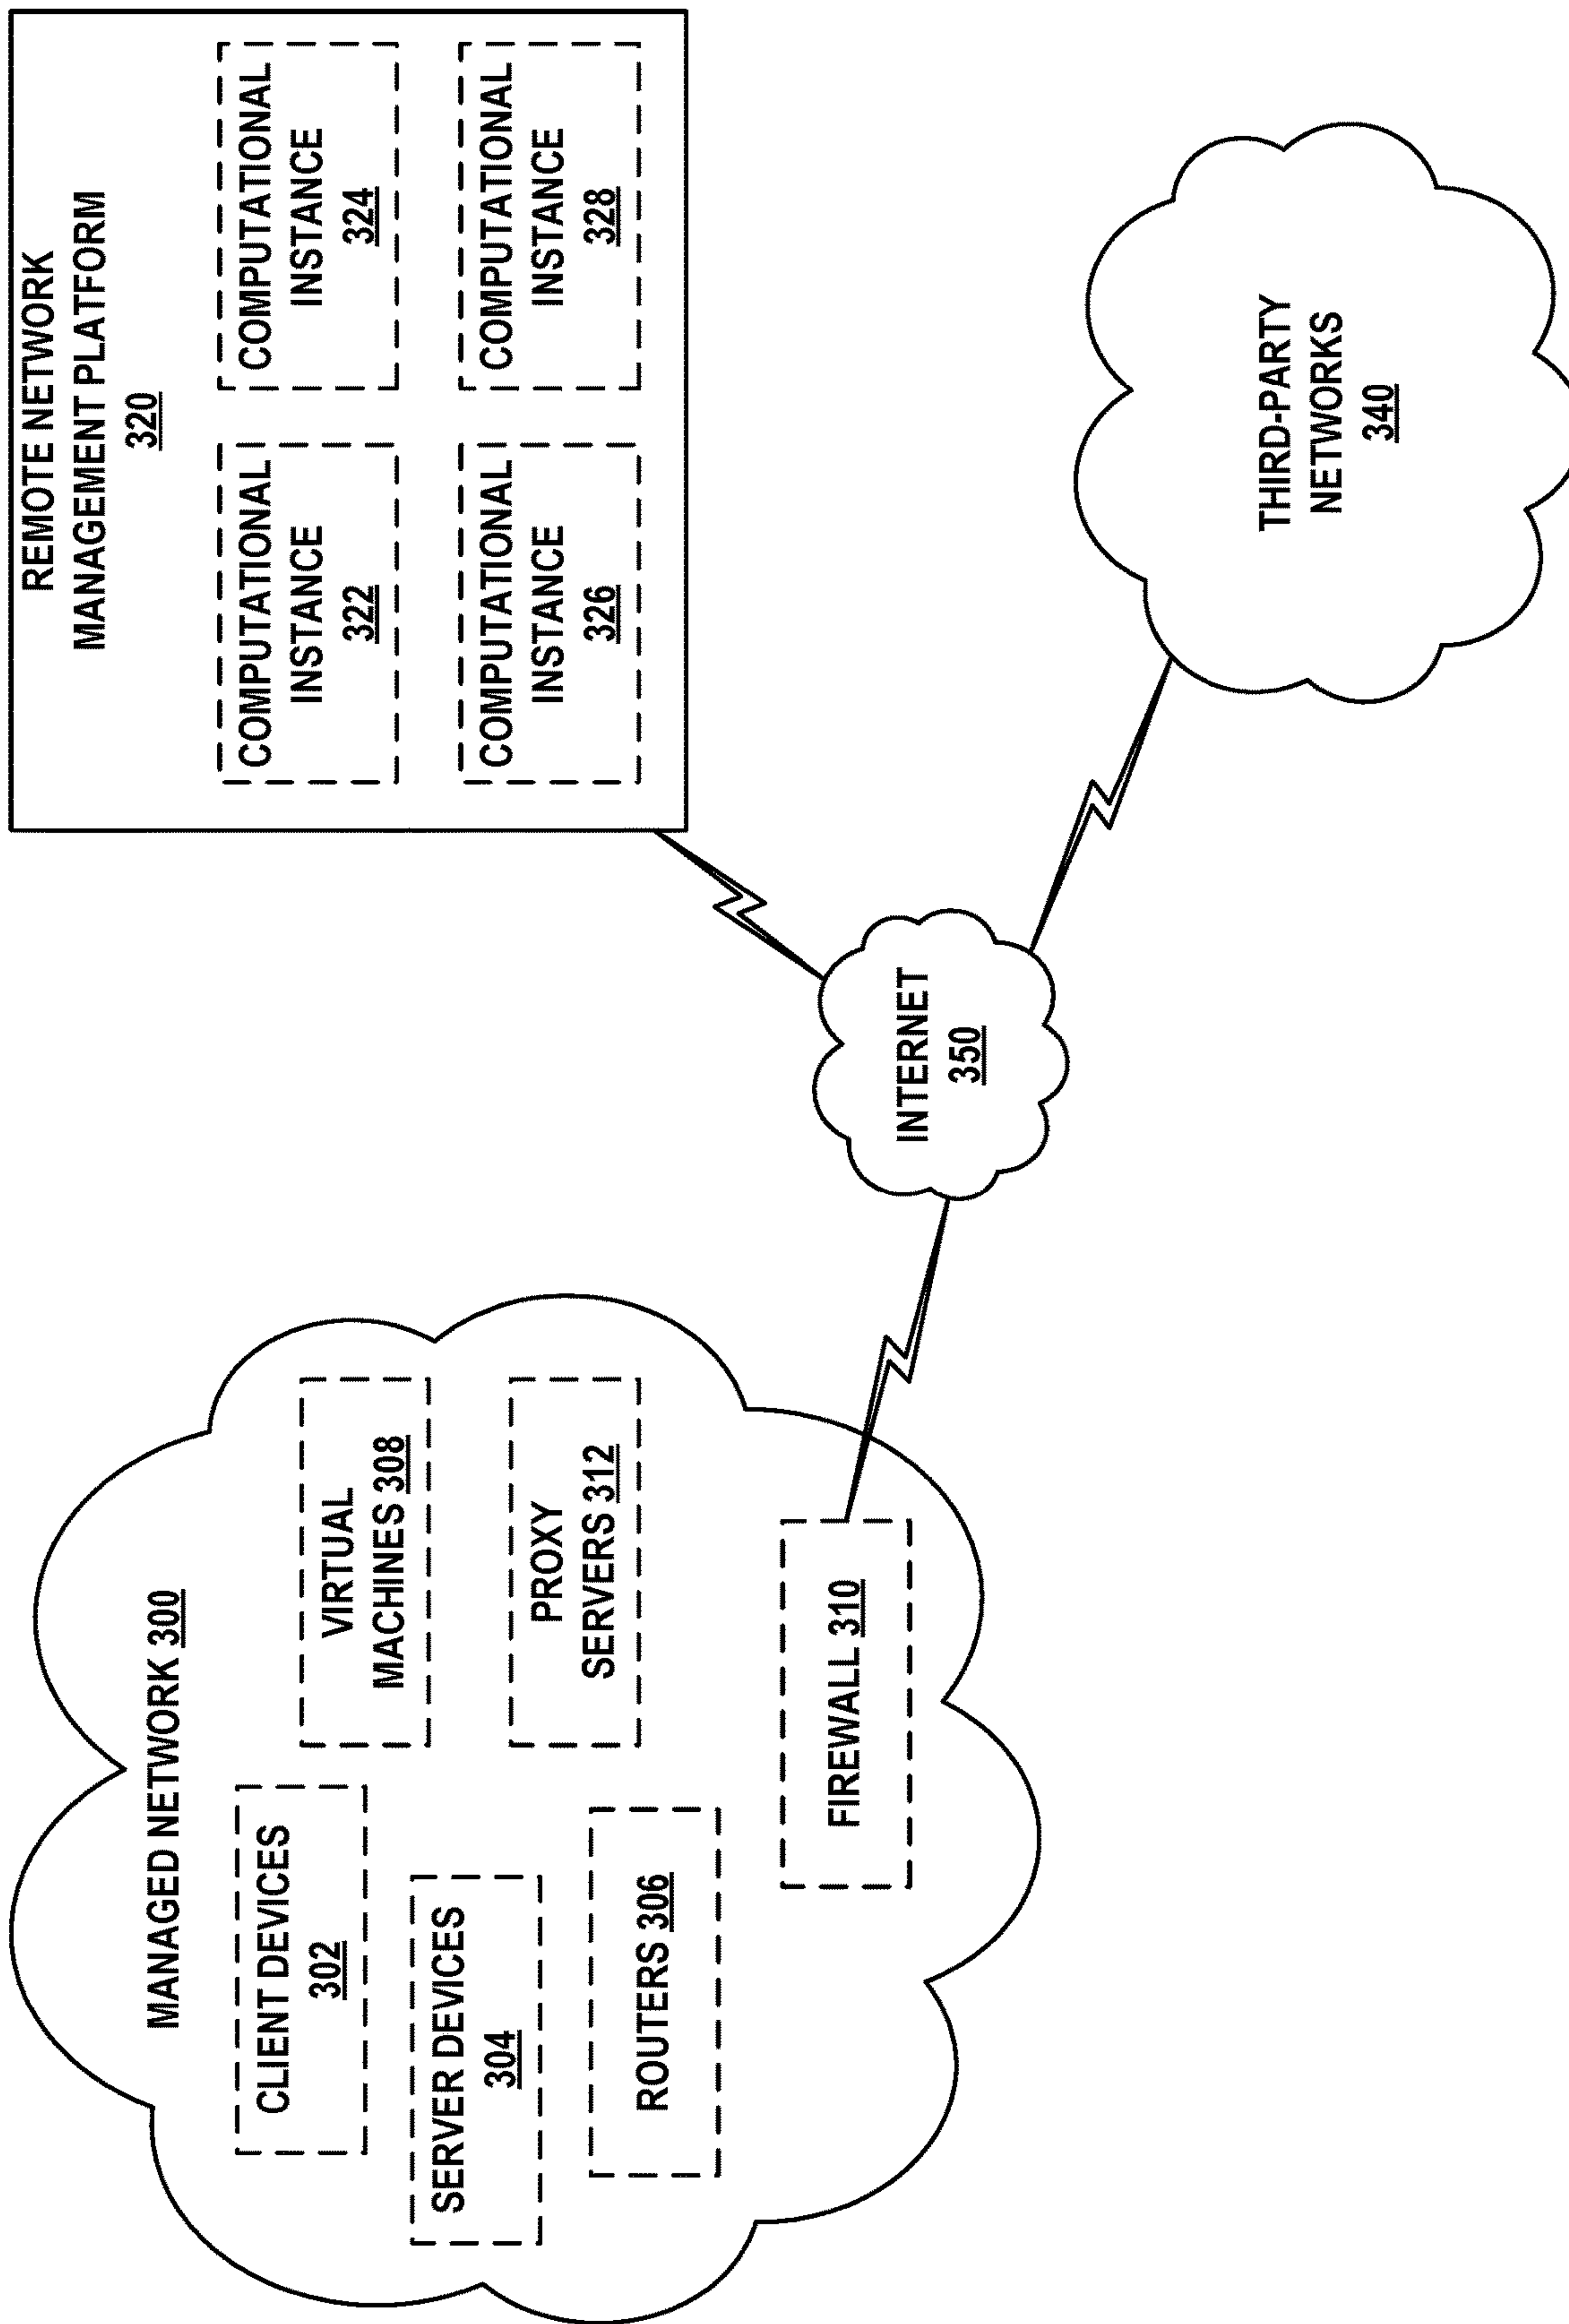 MANAGED NETWORK 300
CLIENT DEVICES
302
SERVER DEVICES
304
ROUTERS 306
VIRTUAL
MACHINES 308
PROXY
SERVERS 312
FIREWALL 310
INTERNET
350
REMOTE NETWORK
MANAGEMENT PLATFORM
320
COMPUTATIONAL
INSTANCE
322
COMPUTATIONAL
INSTANCE
324
COMPUTATIONAL
INSTANCE
326
COMPUTATIONAL
INSTANCE
328
THIRD-PARTY
NETWORKS
340